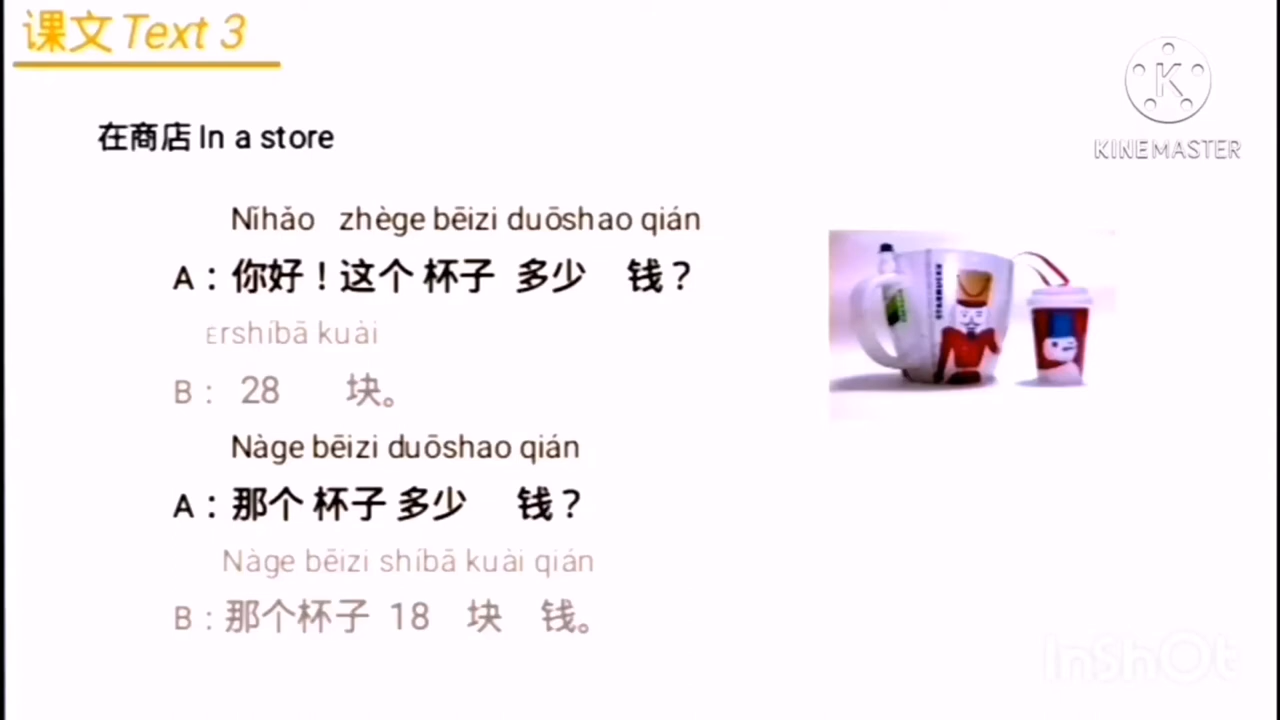 课文 Text 3
KINEMASTER
在商店 In a store
Nǐhǎo zhège bēizi duōshao qián
A：你好！这个 杯子 多少 钱？
Èrshíbā kuài
B： 28 块。
Nàge bēizi duōshao qián
A：那个 杯子 多少 钱？
Nàge bēizi shíbā kuài qián
B：那个杯子 18 块 钱。
InShOt